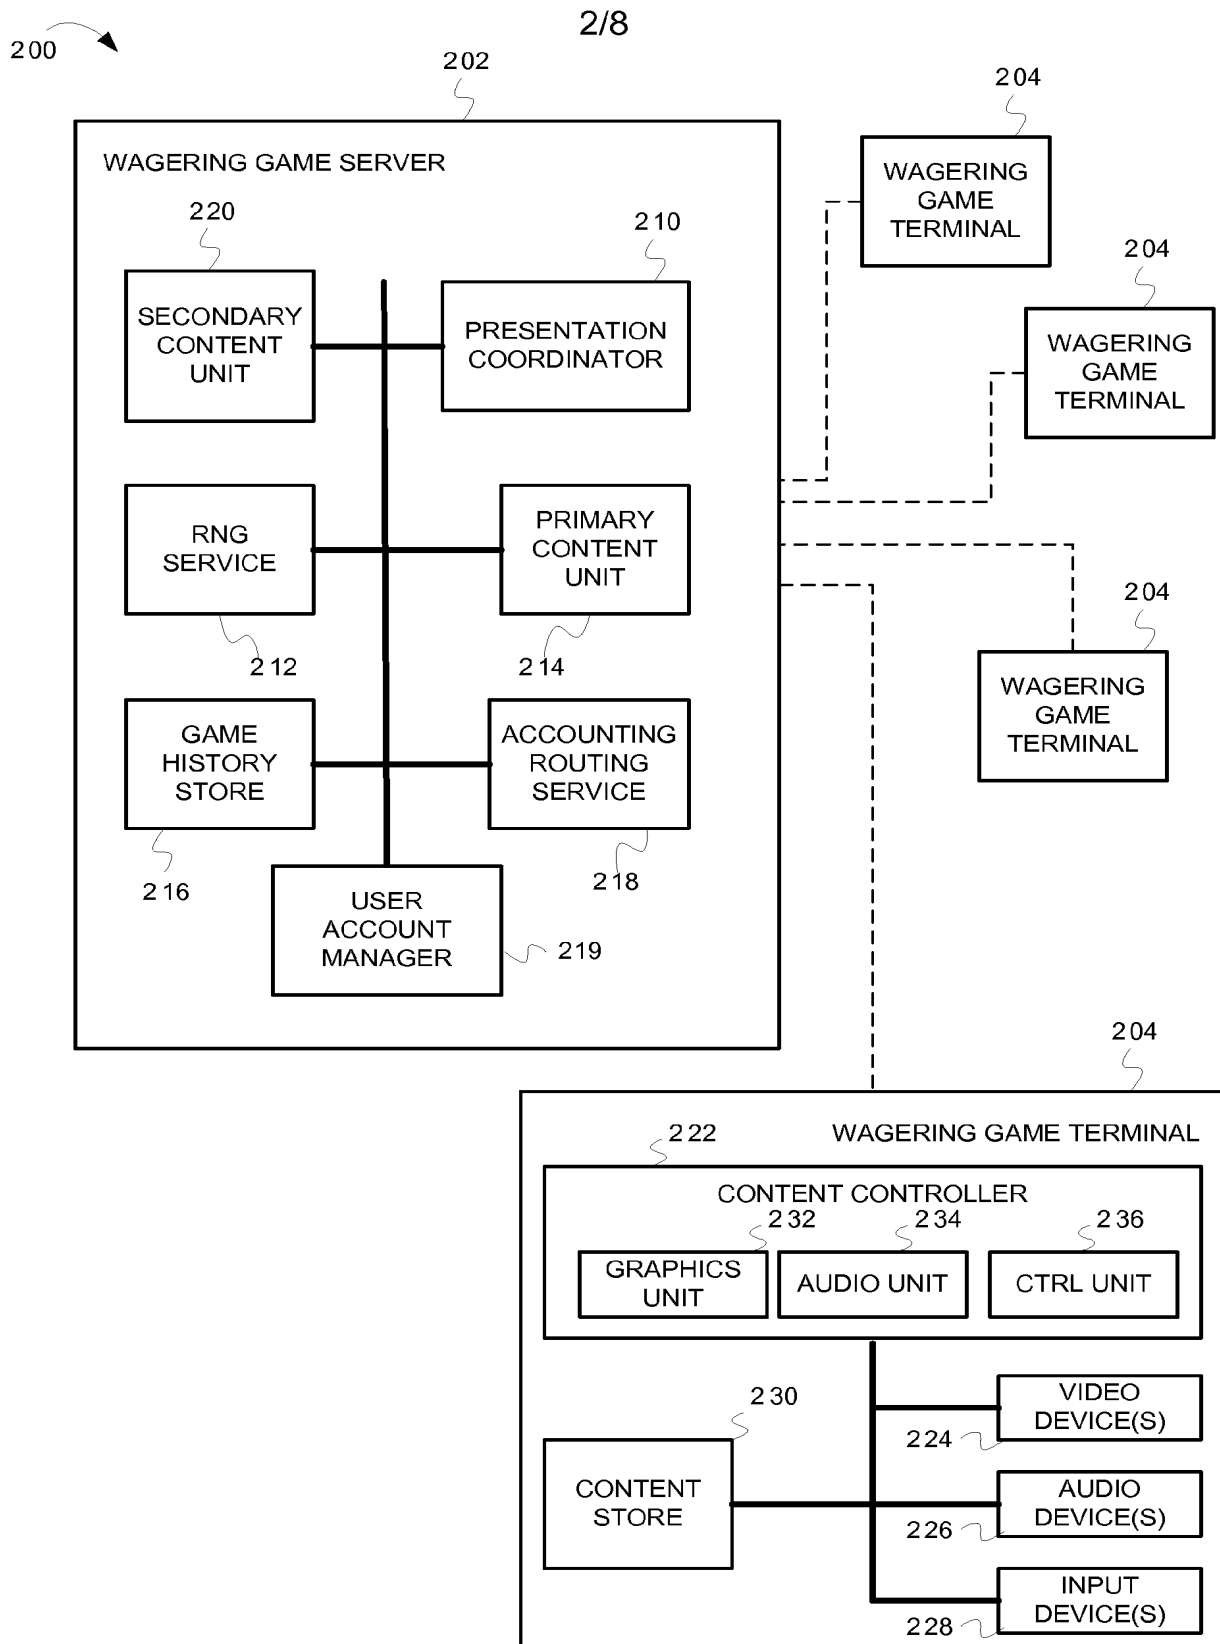 2/8
200
202
WAGERING GAME SERVER
220
SECONDARY
CONTENT
UNIT
210
PRESENTATION
COORDINATOR
RNG
SERVICE
212
PRIMARY
CONTENT
UNIT
214
GAME
HISTORY
STORE
216
ACCOUNTING
ROUTING
SERVICE
218
USER
ACCOUNT
MANAGER
219
204
WAGERING
GAME
TERMINAL
204
WAGERING
GAME
TERMINAL
204
WAGERING
GAME
TERMINAL
204
WAGERING GAME TERMINAL
222
CONTENT CONTROLLER
232
GRAPHICS
UNIT
234
AUDIO UNIT
236
CTRL UNIT
230
CONTENT
STORE
VIDEO
DEVICE(S)
224
AUDIO
DEVICE(S)
226
INPUT
DEVICE(S)
228